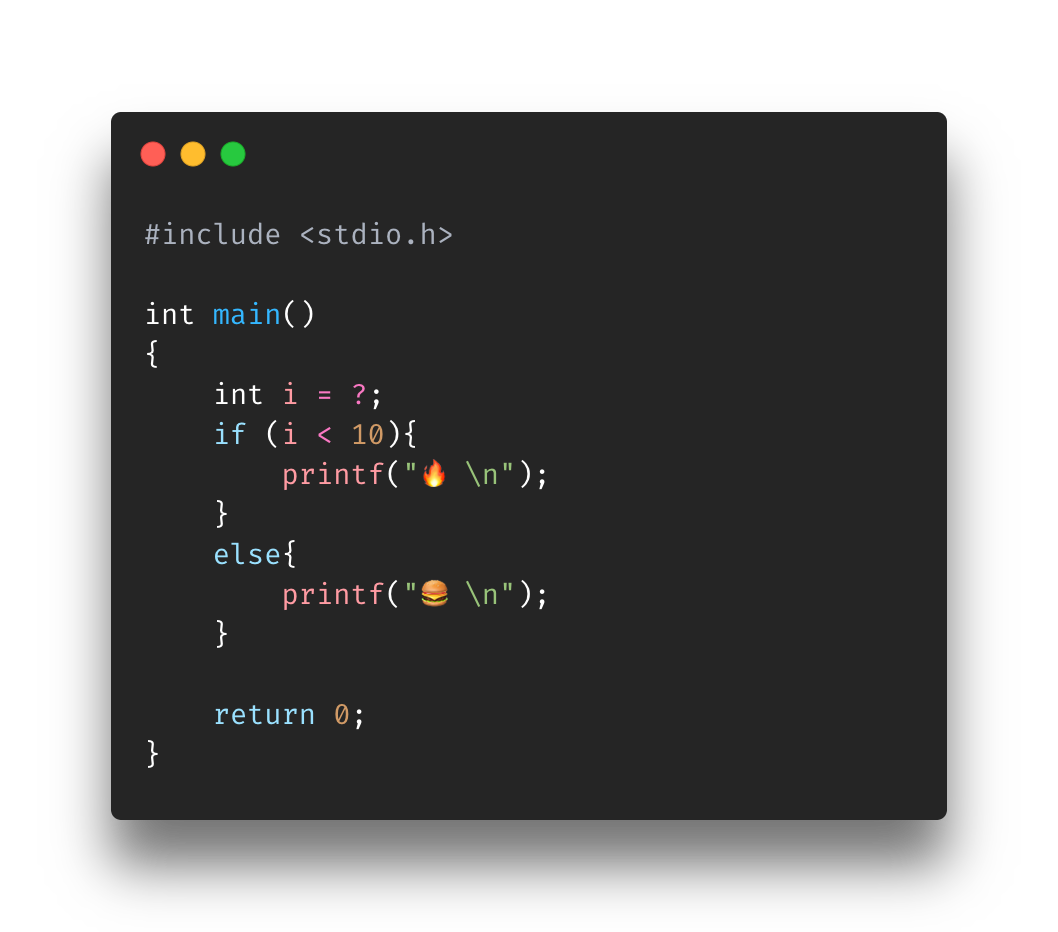 #include <stdio.h>
int main()
{
    int i = ?;
    if (i < 10){
        printf("🔥 \n");
    }
    else{
        printf("🍔 \n");
    }
    return 0;
}